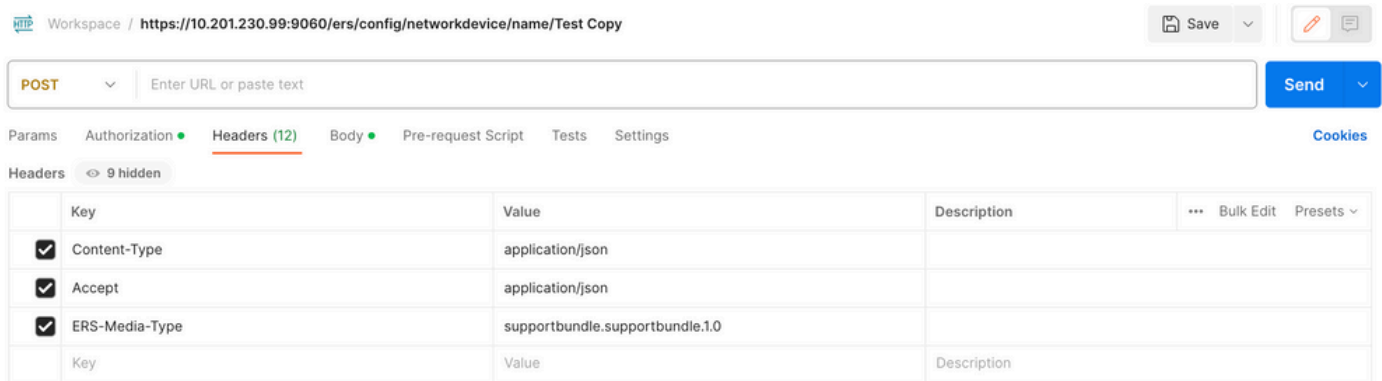 HTTP Workspace / https://10.201.230.99:9060/ers/config/networkdevice/name/Test Copy Save
POST Enter URL or paste text Send
Params Authorization Headers (12) Body Pre-request Script Tests Settings Cookies
Headers 9 hidden
Key Value Description ••• Bulk Edit Presets
Content-Type application/json
Accept application/json
ERS-Media-Type supportbundle.supportbundle.1.0
Key Value Description